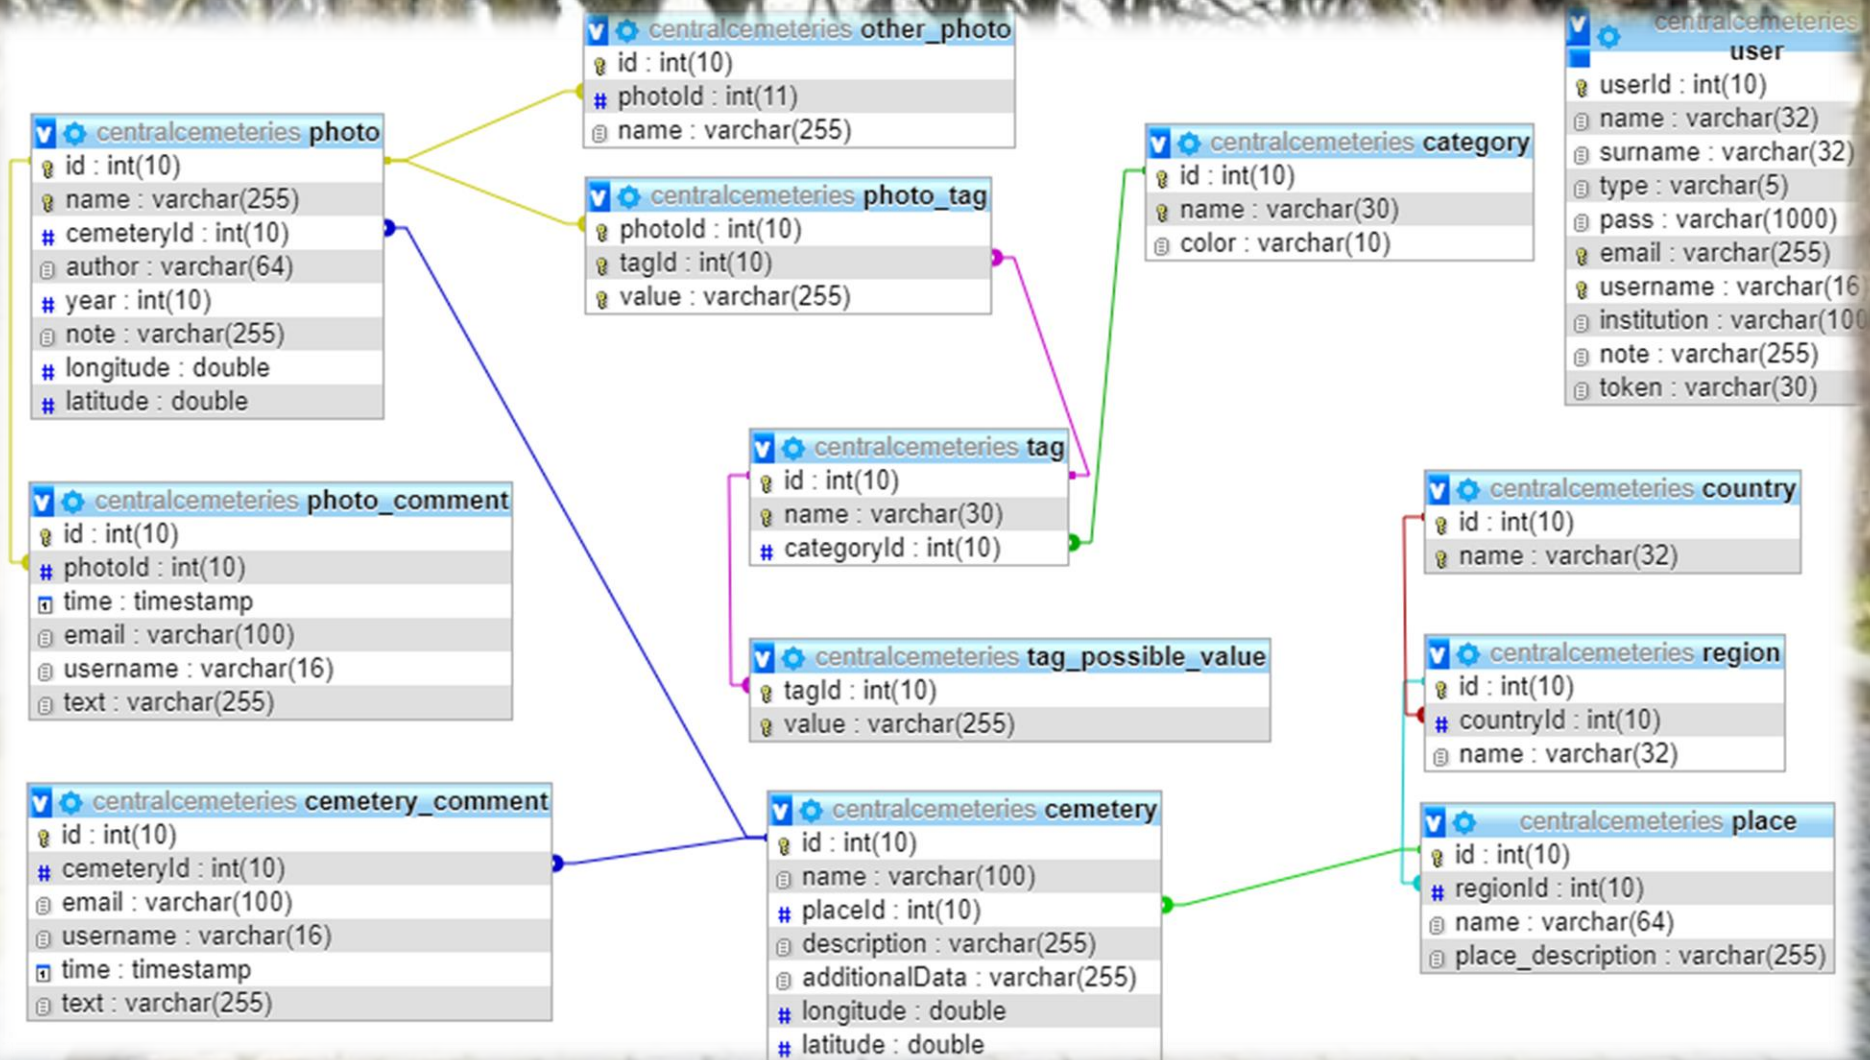 centralcemeteries other_photo
id : int(10)
photoId : int(11)
name : varchar(255)
centralcemeteries
user
userId : int(10)
name : varchar(32)
surname : varchar(32)
type : varchar(5)
pass : varchar(1000)
email : varchar(255)
username : varchar(16)
institution : varchar(100
note : varchar(255)
token : varchar(30)
centralcemeteries photo
id : int(10)
name : varchar(255)
cemeteryId : int(10)
author : varchar(64)
year : int(10)
note : varchar(255)
longitude : double
latitude : double
centralcemeteries photo_tag
photoId : int(10)
tagId : int(10)
value : varchar(255)
centralcemeteries category
id : int(10)
name : varchar(30)
color : varchar(10)
centralcemeteries tag
id : int(10)
name : varchar(30)
categoryId : int(10)
centralcemeteries photo_comment
id : int(10)
photoId : int(10)
time : timestamp
email : varchar(100)
username : varchar(16)
text : varchar(255)
centralcemeteries country
id : int(10)
name : varchar(32)
centralcemeteries tag_possible_value
tagId : int(10)
value : varchar(255)
centralcemeteries region
id : int(10)
countryId : int(10)
name : varchar(32)
centralcemeteries cemetery_comment
id : int(10)
cemeteryId : int(10)
email : varchar(100)
username : varchar(16)
time : timestamp
text : varchar(255)
centralcemeteries cemetery
id : int(10)
name : varchar(100)
placeId : int(10)
description : varchar(255)
additionalData : varchar(255)
longitude : double
latitude : double
centralcemeteries place
id : int(10)
regionId : int(10)
name : varchar(64)
place_description : varchar(255)